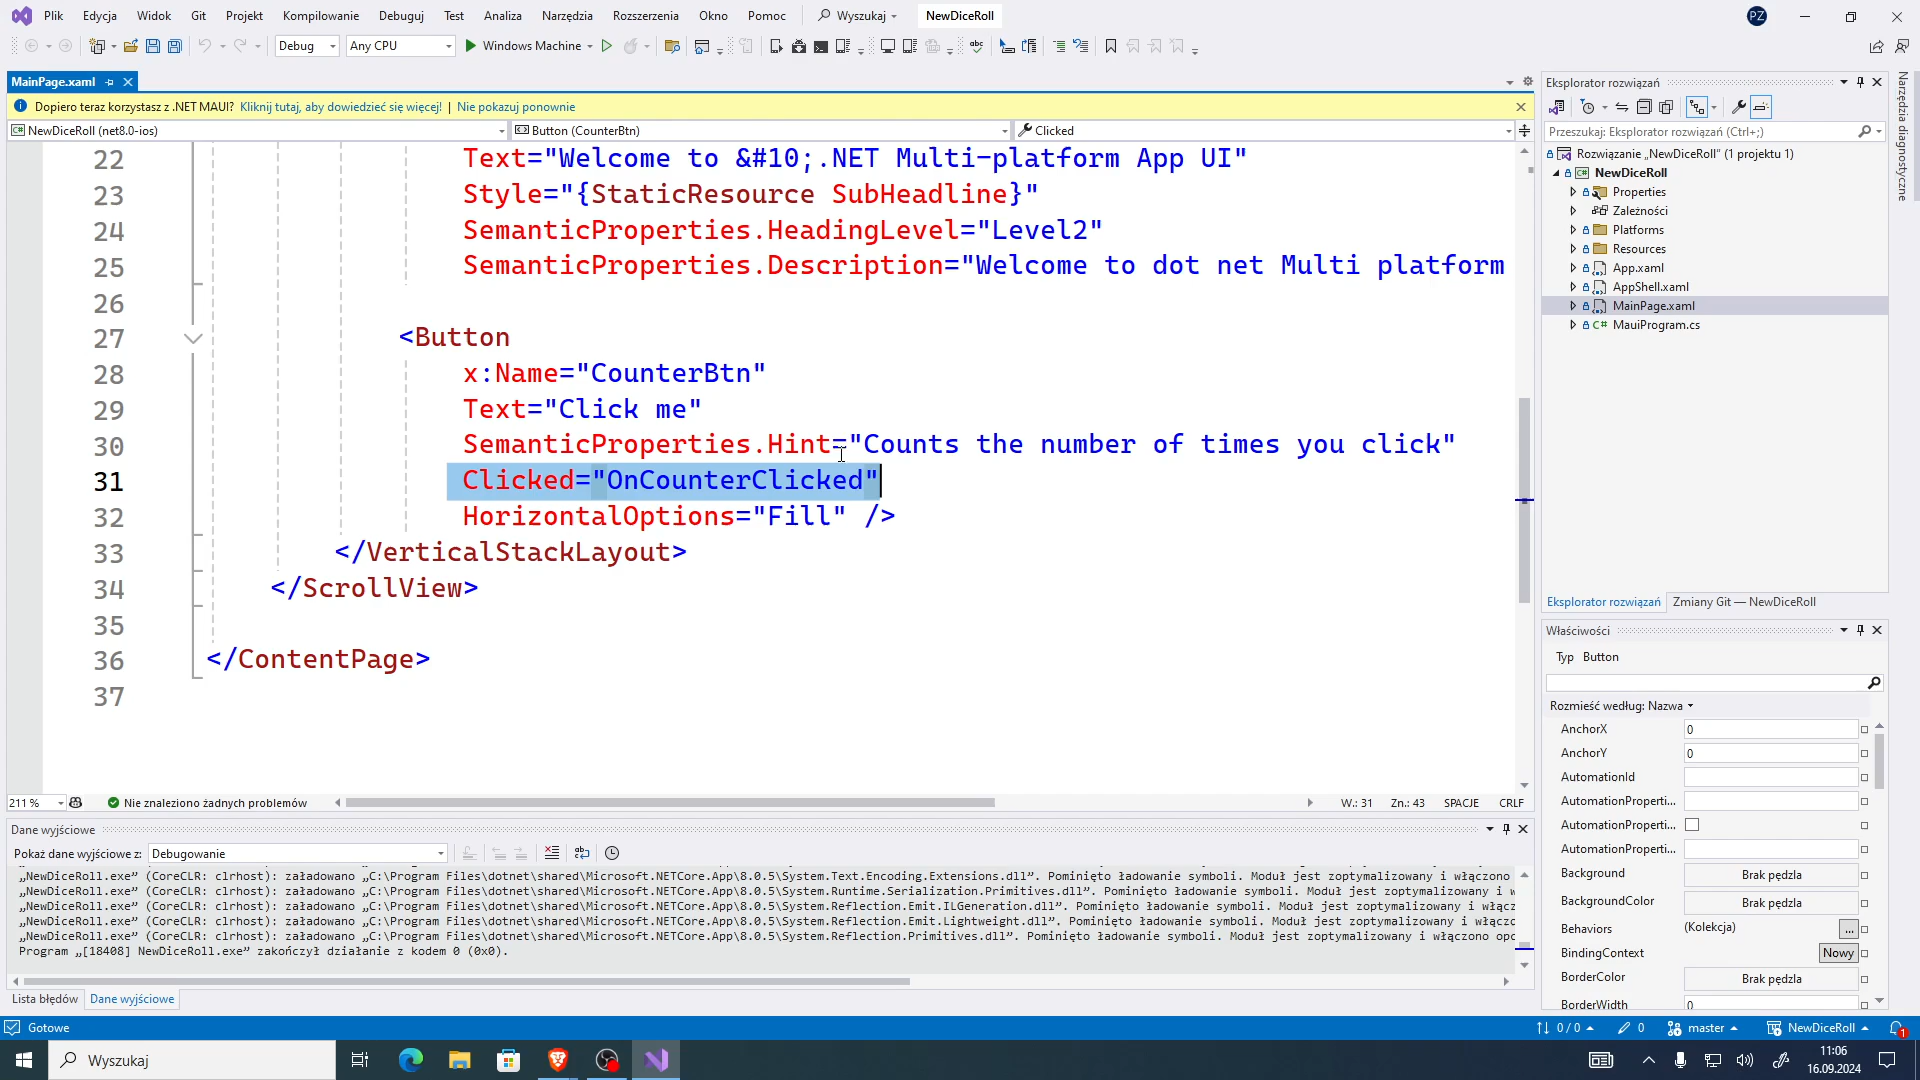 Plik Edycja Widok Git Projekt Kompilowanie Debuguj Test Analiza Narzędzia Rozszerzenia Okno Pomoc Wyszukaj NewDiceRoll PZ
Debug Any CPU Windows Machine
MainPage.xaml
Dopiero teraz korzystasz z .NET MAUI? Kliknij tutaj, aby dowiedzieć się więcej! | Nie pokazuj ponownie
NewDiceRoll (net8.0-ios) Button (CounterBtn) Clicked
22 Text="Welcome to &#10;.NET Multi-platform App UI"
23 Style="{StaticResource SubHeadline}"
24 SemanticProperties.HeadingLevel="Level2"
25 SemanticProperties.Description="Welcome to dot net Multi platform
26
27 <Button
28 x:Name="CounterBtn"
29 Text="Click me"
30 SemanticProperties.Hint="Counts the number of times you click"
31 Clicked="OnCounterClicked"
32 HorizontalOptions="Fill" />
33 </VerticalStackLayout>
34 </ScrollView>
35
36 </ContentPage>
37
211 % Nie znaleziono żadnych problemów W.: 31 Zn.: 43 SPACJE CRLF
Dane wyjściowe
Pokaż dane wyjściowe z: Debugowanie
„NewDiceRoll.exe” (CoreCLR: clrhost): załadowano „C:\Program Files\dotnet\shared\Microsoft.NETCore.App\8.0.5\System.Text.Encoding.Extensions.dll”. Pominięto ładowanie symboli. Moduł jest zoptymalizowany i włączono
„NewDiceRoll.exe” (CoreCLR: clrhost): załadowano „C:\Program Files\dotnet\shared\Microsoft.NETCore.App\8.0.5\System.Runtime.Serialization.Primitives.dll”. Pominięto ładowanie symboli. Moduł jest zoptymalizowany i w
„NewDiceRoll.exe” (CoreCLR: clrhost): załadowano „C:\Program Files\dotnet\shared\Microsoft.NETCore.App\8.0.5\System.Reflection.Emit.ILGeneration.dll”. Pominięto ładowanie symboli. Moduł jest zoptymalizowany i włącz
„NewDiceRoll.exe” (CoreCLR: clrhost): załadowano „C:\Program Files\dotnet\shared\Microsoft.NETCore.App\8.0.5\System.Reflection.Emit.Lightweight.dll”. Pominięto ładowanie symboli. Moduł jest zoptymalizowany i włączo
„NewDiceRoll.exe” (CoreCLR: clrhost): załadowano „C:\Program Files\dotnet\shared\Microsoft.NETCore.App\8.0.5\System.Reflection.Primitives.dll”. Pominięto ładowanie symboli. Moduł jest zoptymalizowany i włączono opc
Program „[18408] NewDiceRoll.exe” zakończył działanie z kodem 0 (0x0).
Lista błędów Dane wyjściowe
Eksplorator rozwiązań
Przeszukaj: Eksplorator rozwiązań (Ctrl+;)
Rozwiązanie „NewDiceRoll” (1 projektu 1)
NewDiceRoll
Properties
Zależności
Platforms
Resources
App.xaml
AppShell.xaml
MainPage.xaml
C# MauiProgram.cs
Eksplorator rozwiązań Zmiany Git — NewDiceRoll
Właściwości
Typ Button
Rozmieść według: Nazwa
AnchorX 0
AnchorY 0
AutomationId
AutomationProperti...
AutomationProperti...
AutomationProperti...
Background Brak pędzla
BackgroundColor Brak pędzla
Behaviors (Kolekcja) ...
BindingContext Nowy
BorderColor Brak pędzla
BorderWidth 0
Narzędzia diagnostyczne
Gotowe 0 / 0 0 master NewDiceRoll 1
Wyszukaj 11:06
16.09.2024